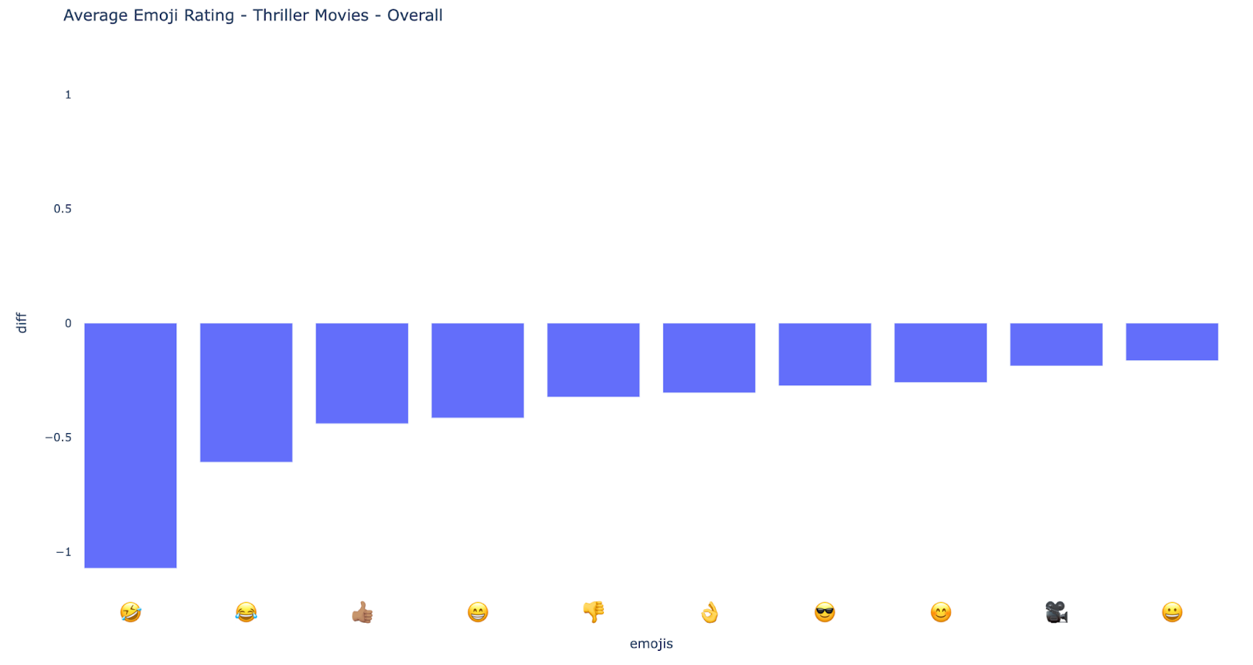 Average Emoji Rating - Thriller Movies - Overall
1
0.5
0
−0.5
−1
diff
🤣 😂 👍🏽 😁 👎 👌 😎 😊 🎥 😀
emojis